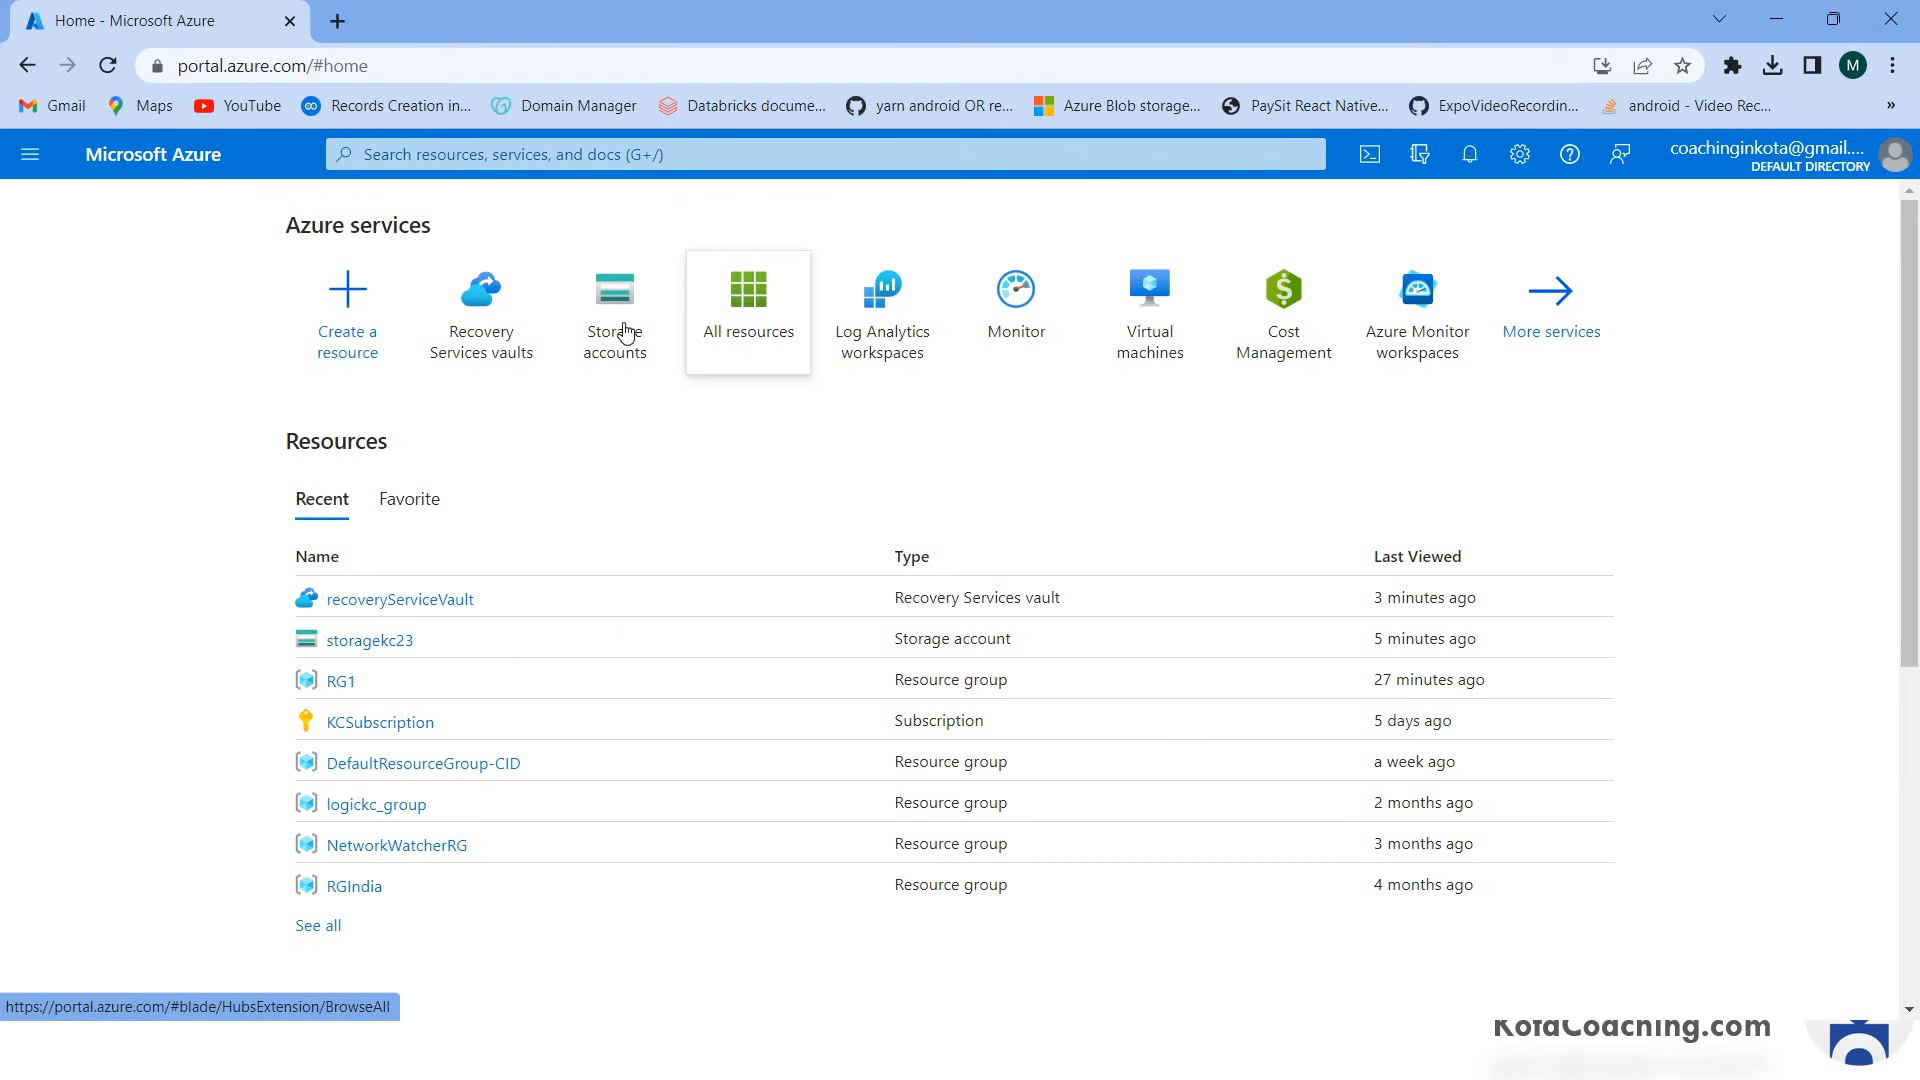 Home - Microsoft Azure
portal.azure.com/#home
Gmail Maps YouTube Records Creation in... Domain Manager Databricks docume... yarn android OR re... Azure Blob storage... PaySit React Native... ExpoVideoRecordin... android - Video Rec... »
M
Microsoft Azure
Search resources, services, and docs (G+/)
coachinginkota@gmail....
DEFAULT DIRECTORY
Azure services
Create a
resource
Recovery
Services vaults
Storage
accounts
All resources
Log Analytics
workspaces
Monitor
Virtual
machines
Cost
Management
Azure Monitor
workspaces
More services
Resources
Recent Favorite
Name Type Last Viewed
recoveryServiceVault Recovery Services vault 3 minutes ago
storagekc23 Storage account 5 minutes ago
RG1 Resource group 27 minutes ago
KCSubscription Subscription 5 days ago
DefaultResourceGroup-CID Resource group a week ago
logickc_group Resource group 2 months ago
NetworkWatcherRG Resource group 3 months ago
RGIndia Resource group 4 months ago
See all
https://portal.azure.com/#blade/HubsExtension/BrowseAll
KotaCoaching.com